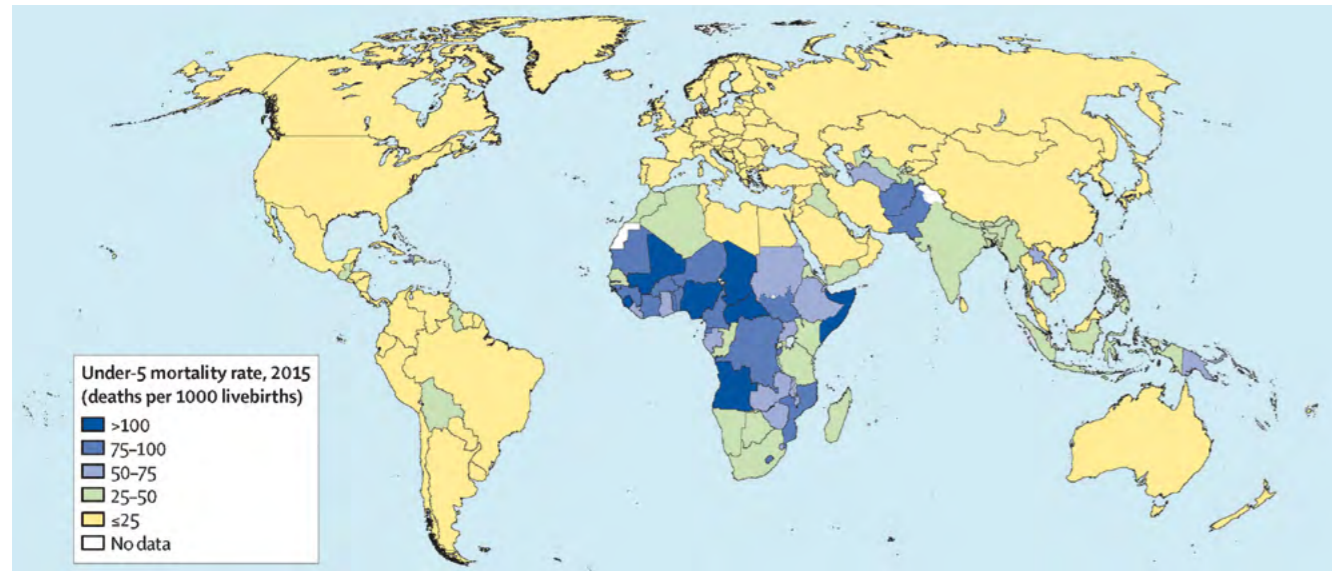 Under-5 mortality rate, 2015
(deaths per 1000 livebirths)
>100
75–100
50–75
25–50
≤25
No data